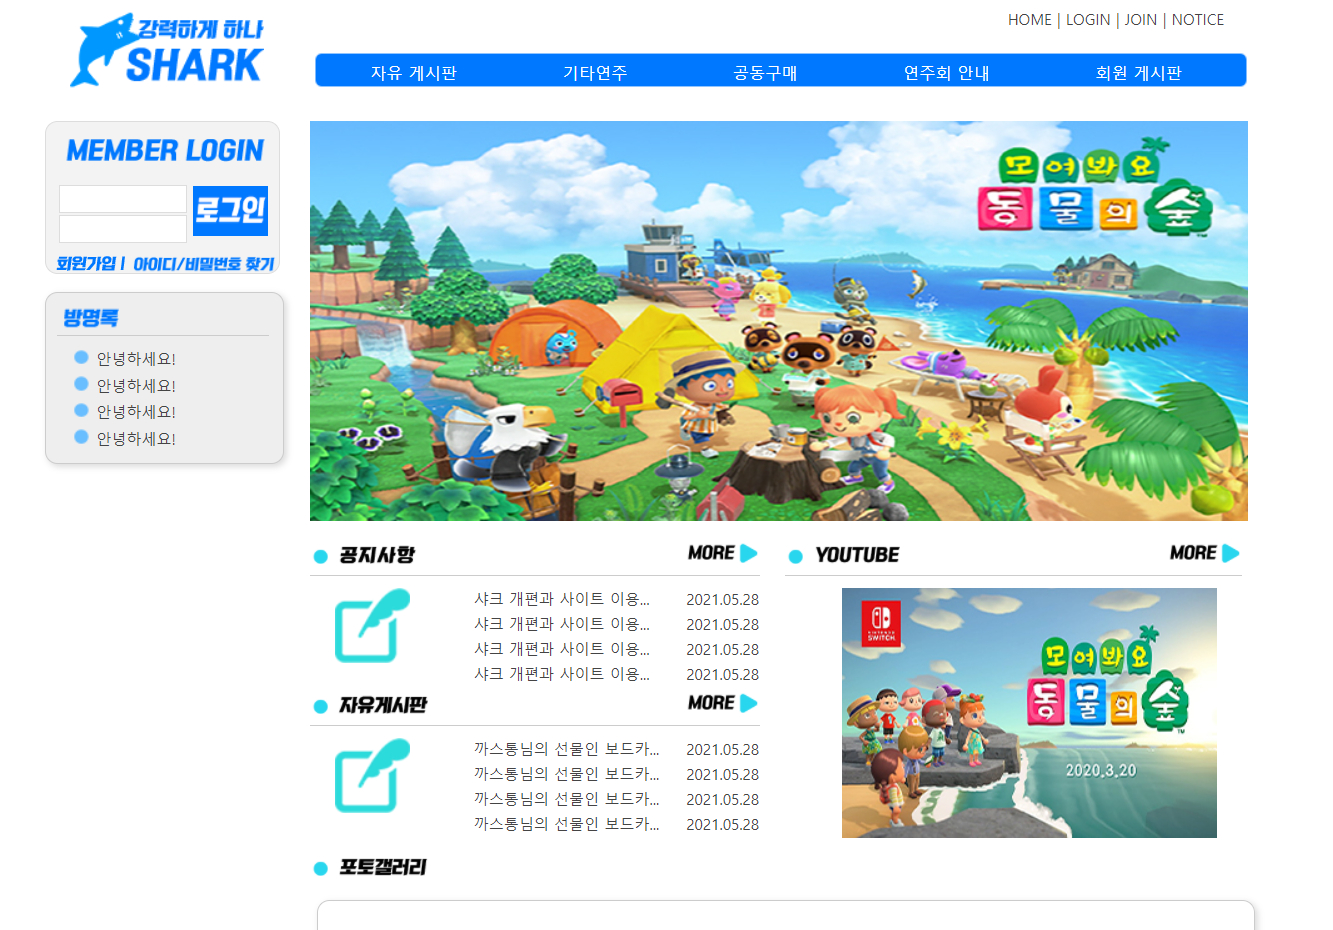 강력하게 하나
SHARK
HOME | LOGIN | JOIN | NOTICE
자유 게시판 기타연주 공동구매 연주회 안내 회원 게시판
MEMBER LOGIN
로그인
회원가입 | 아이디/비밀번호 찾기
방명록
안녕하세요!
안녕하세요!
안녕하세요!
안녕하세요!
모여봐요
동물의숲
공지사항 MORE
샤크 개편과 사이트 이용... 2021.05.28
샤크 개편과 사이트 이용... 2021.05.28
샤크 개편과 사이트 이용... 2021.05.28
샤크 개편과 사이트 이용... 2021.05.28
자유게시판 MORE
까스통님의 선물인 보드카... 2021.05.28
까스통님의 선물인 보드카... 2021.05.28
까스통님의 선물인 보드카... 2021.05.28
까스통님의 선물인 보드카... 2021.05.28
YOUTUBE MORE
NINTENDO
SWITCH
모여봐요
동물의숲
TM
2020.3.20
포토갤러리